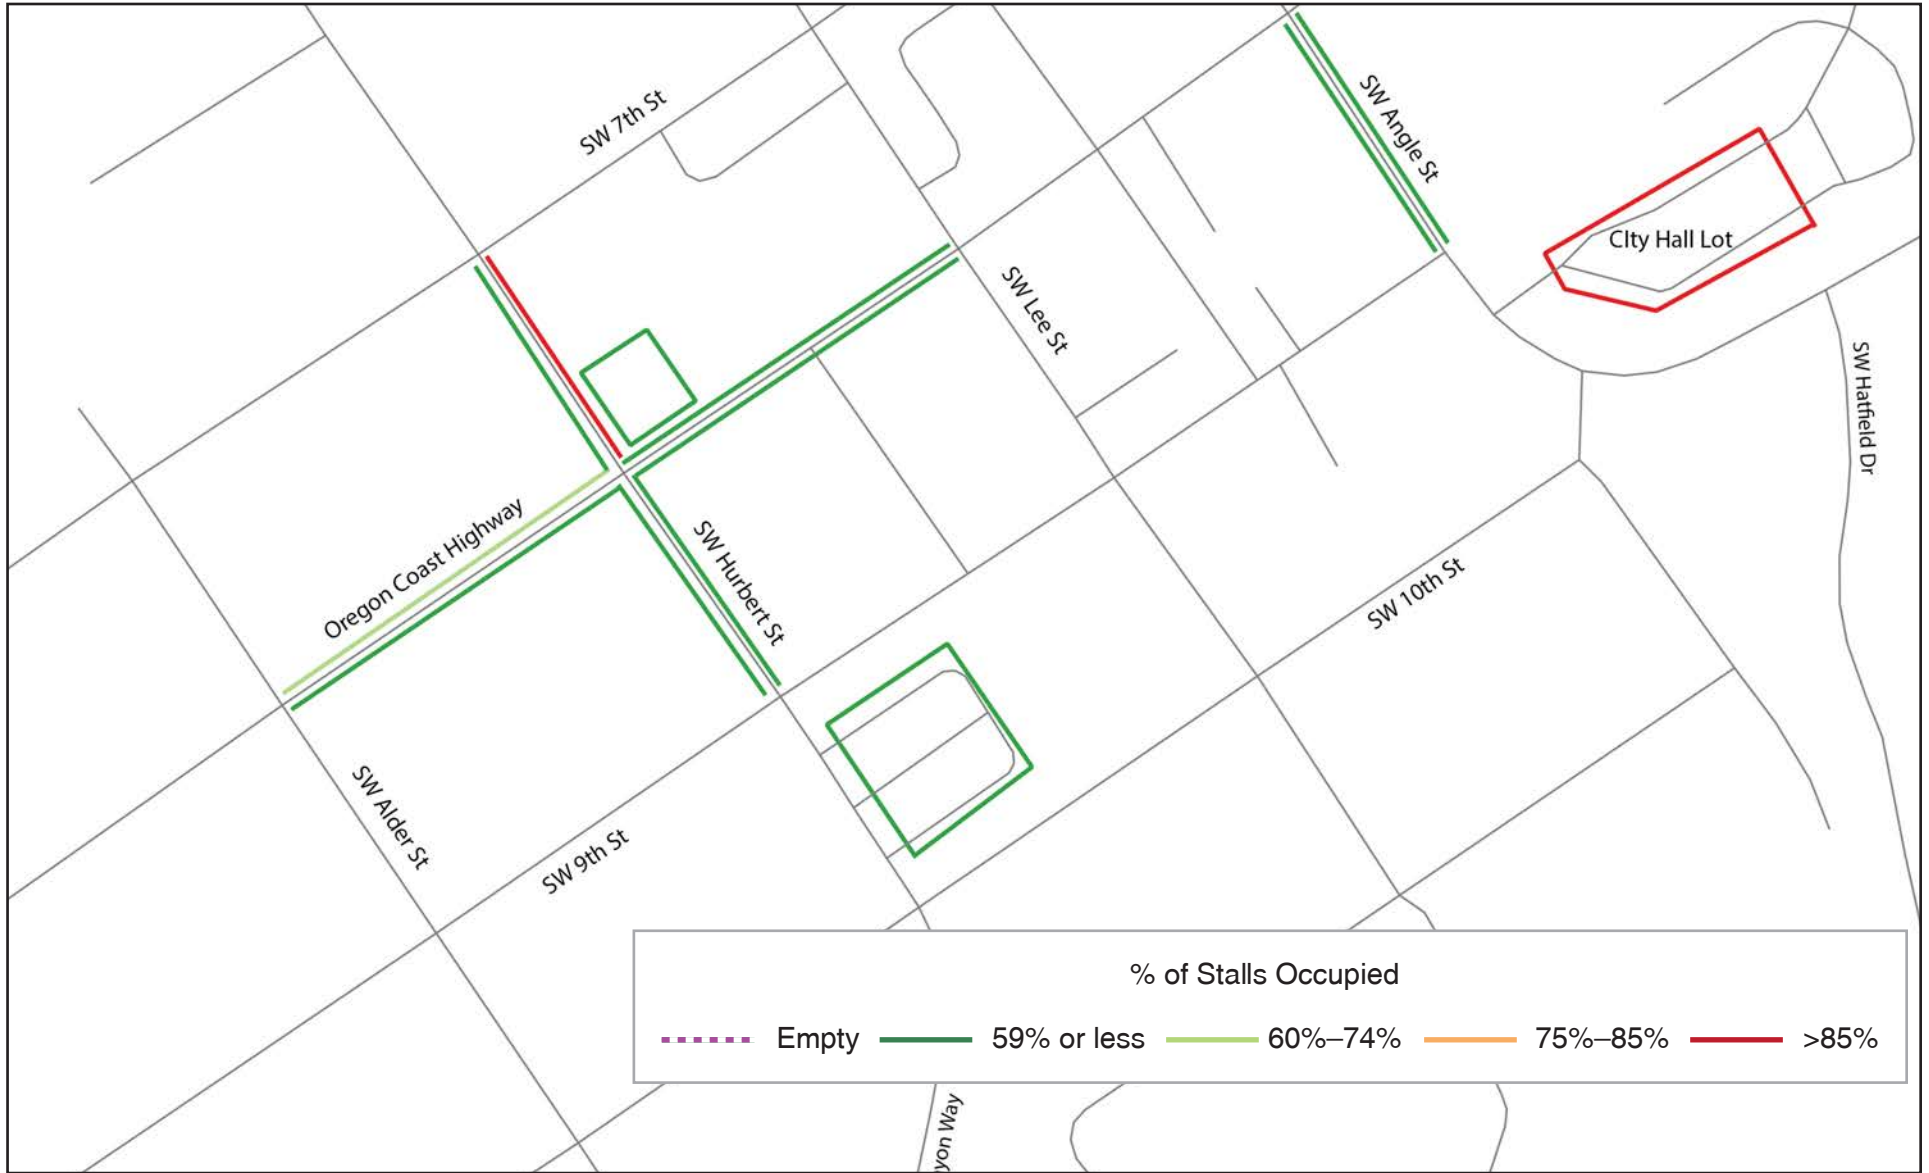 SW 7th St
SW Angle St
CIty Hall Lot
SW Lee St
SW Hatfield Dr
Oregon Coast Highway
SW Hurbert St
SW 10th St
SW Alder St
SW 9th St
% of Stalls Occupied
Empty 59% or less 60%–74% 75%–85% >85%
yon Way